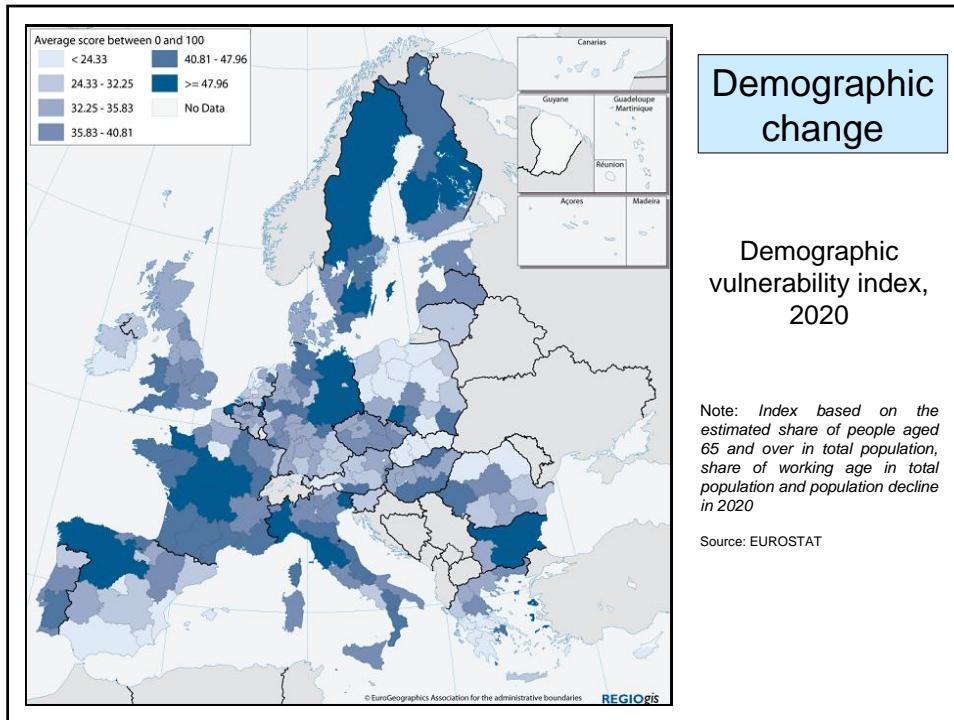 Average score between 0 and 100
< 24.33
24.33 - 32.25
32.25 - 35.83
35.83 - 40.81
40.81 - 47.96
>= 47.96
No Data
Canarias
Guyane
Guadeloupe
Martinique
Réunion
Açores
Madeira
© EuroGeographics Association for the administrative boundaries
REGIOgis
Demographic
change
Demographic
vulnerability index,
2020
Note: Index based on the
estimated share of people aged
65 and over in total population,
share of working age in total
population and population decline
in 2020
Source: EUROSTAT